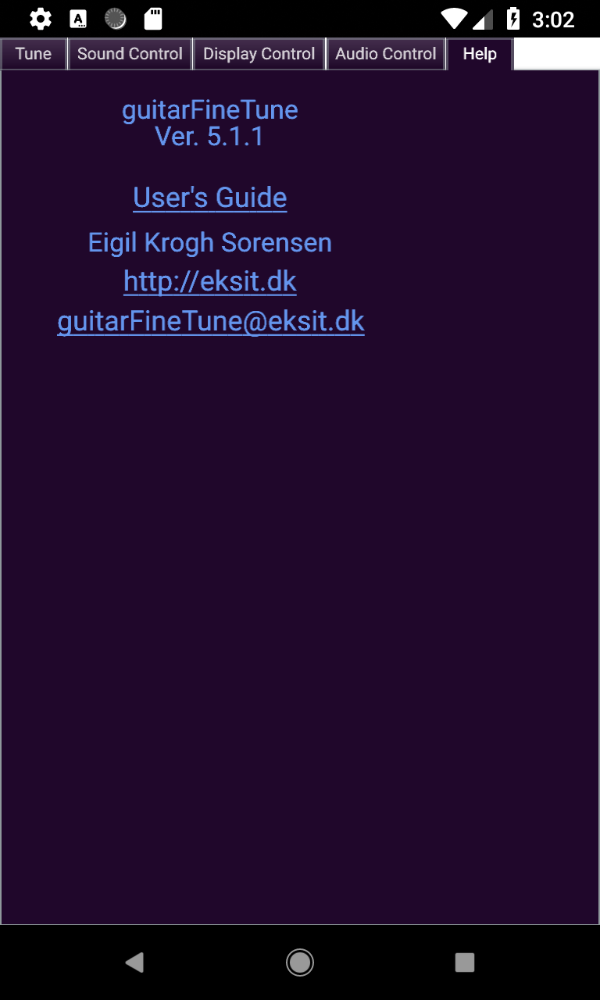 3:02
Tune Sound Control Display Control Audio Control Help
guitarFineTune
Ver. 5.1.1
User's Guide
Eigil Krogh Sorensen
http://eksit.dk
guitarFineTune@eksit.dk